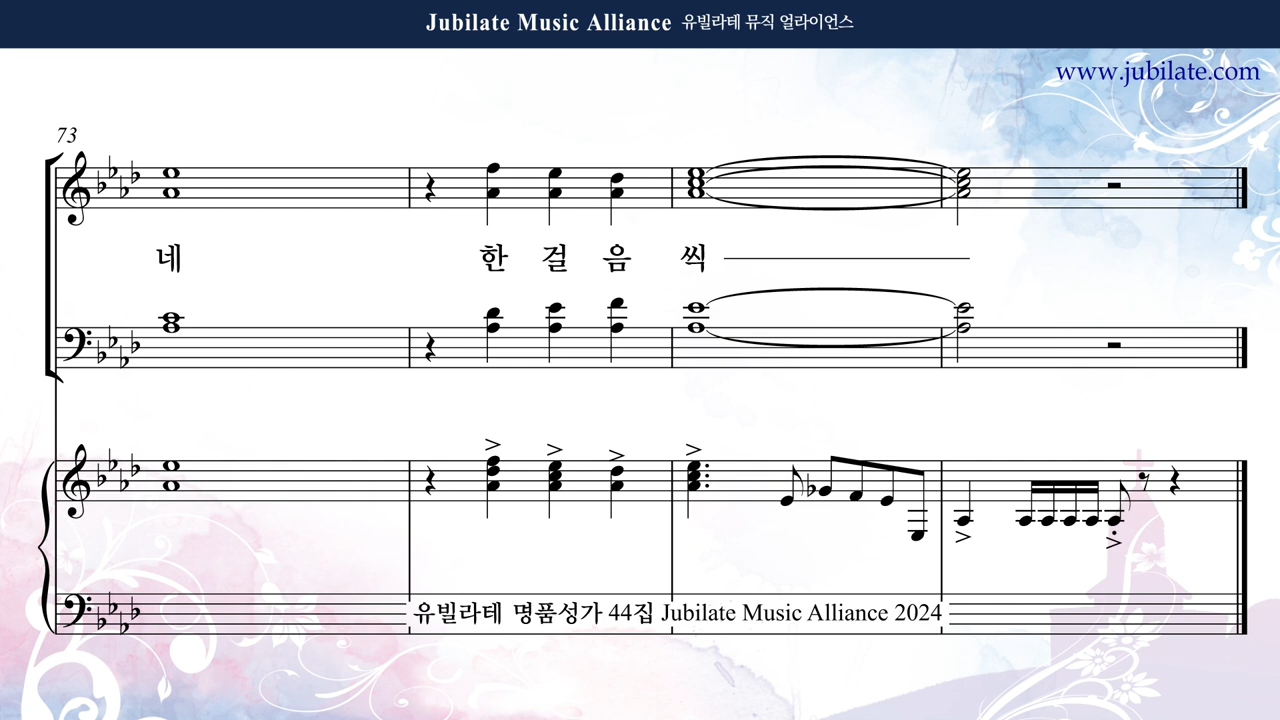 Jubilate Music Alliance 유빌라테 뮤직 얼라이언스
www.jubilate.com
73
네 한 걸 음 씩
유빌라테 명품성가 44집 Jubilate Music Alliance 2024